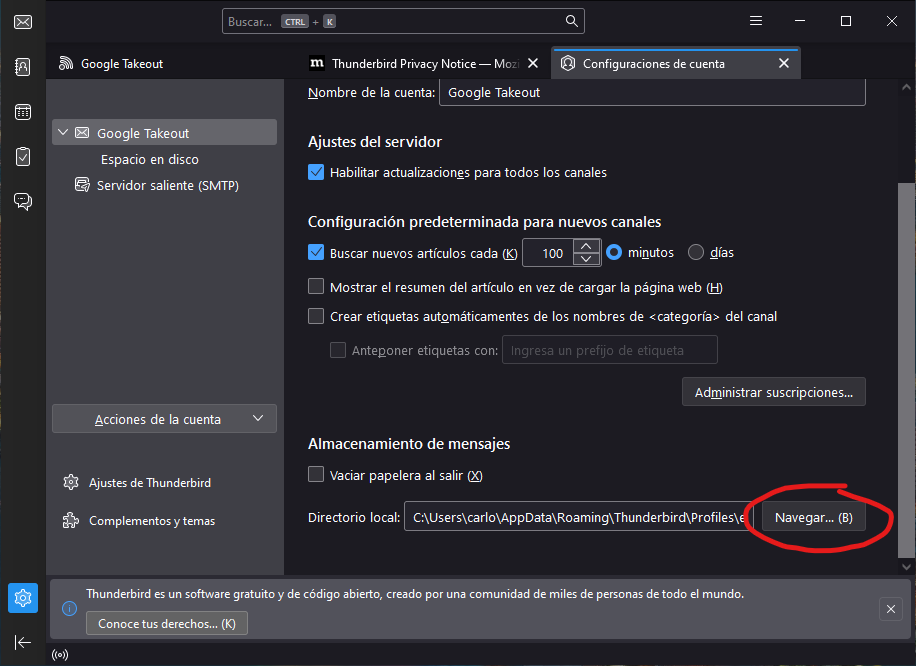 Buscar... CTRL + K
Google Takeout
m Thunderbird Privacy Notice — Mozi
Configuraciones de cuenta
Nombre de la cuenta: Google Takeout
Google Takeout
Espacio en disco
Servidor saliente (SMTP)
Ajustes del servidor
Habilitar actualizaciones para todos los canales
Configuración predeterminada para nuevos canales
Buscar nuevos artículos cada (K) 100 minutos días
Mostrar el resumen del artículo en vez de cargar la página web (H)
Crear etiquetas automáticamentes de los nombres de <categoría> del canal
Anteponer etiquetas con: Ingresa un prefijo de etiqueta
Administrar suscripciones...
Acciones de la cuenta
Almacenamiento de mensajes
Vaciar papelera al salir (X)
Ajustes de Thunderbird
Complementos y temas
Directorio local: C:\Users\carlo\AppData\Roaming\Thunderbird\Profiles\e
Navegar... (B)
Thunderbird es un software gratuito y de código abierto, creado por una comunidad de miles de personas de todo el mundo.
Conoce tus derechos... (K)